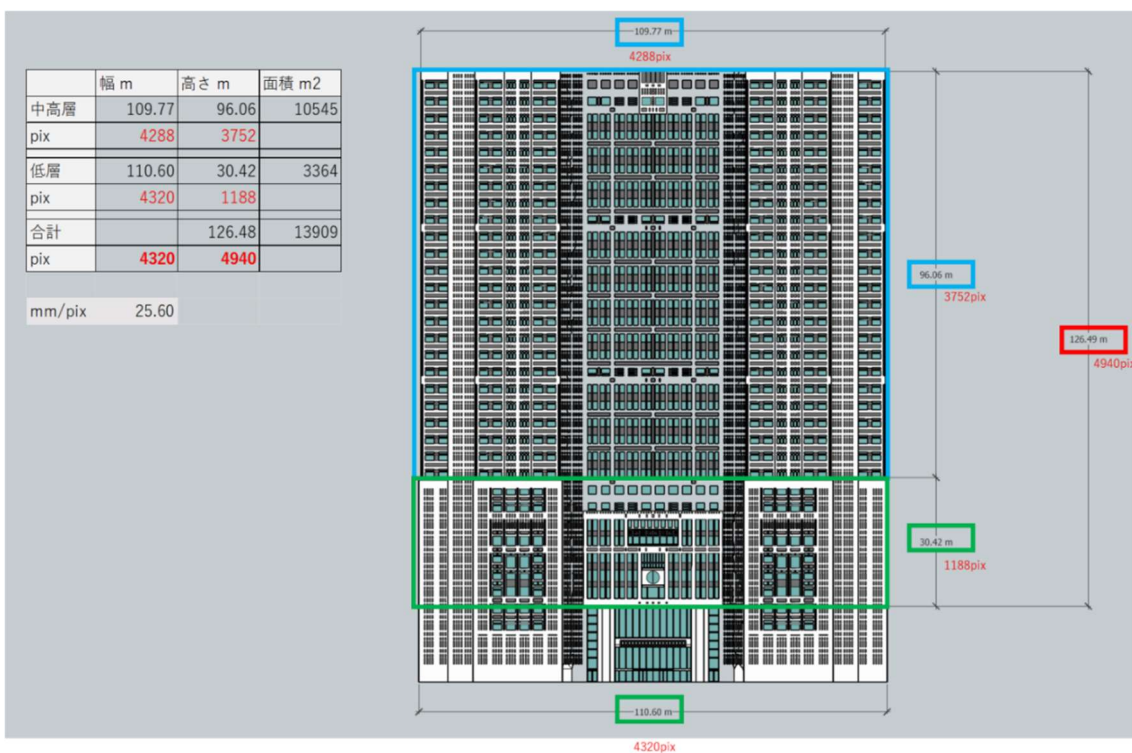 109.77 m
4288pix
幅 m 高さ m 面積 m2
中高層 109.77 96.06 10545
pix 4288 3752
低層 110.60 30.42 3364
pix 4320 1188
合計 126.48 13909
pix 4320 4940
mm/pix 25.60
96.06 m
3752pix
126.49 m
4940pix
30.42 m
1188pix
110.60 m
4320pix